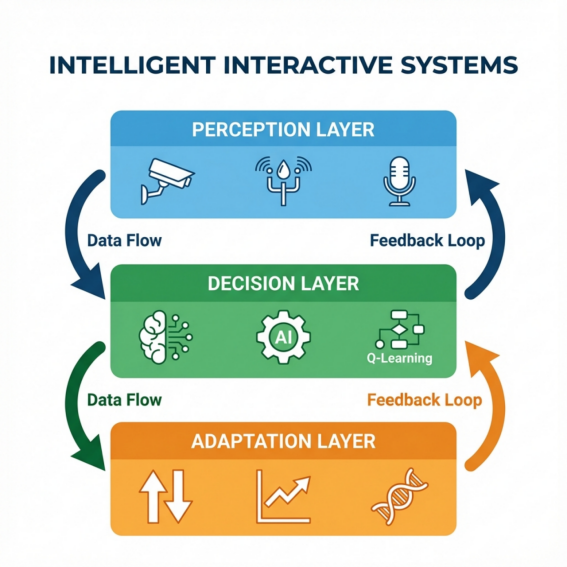 INTELLIGENT INTERACTIVE SYSTEMS
PERCEPTION LAYER
Data Flow
Feedback Loop
DECISION LAYER
AI
Q-Learning
Data Flow
Feedback Loop
ADAPTATION LAYER